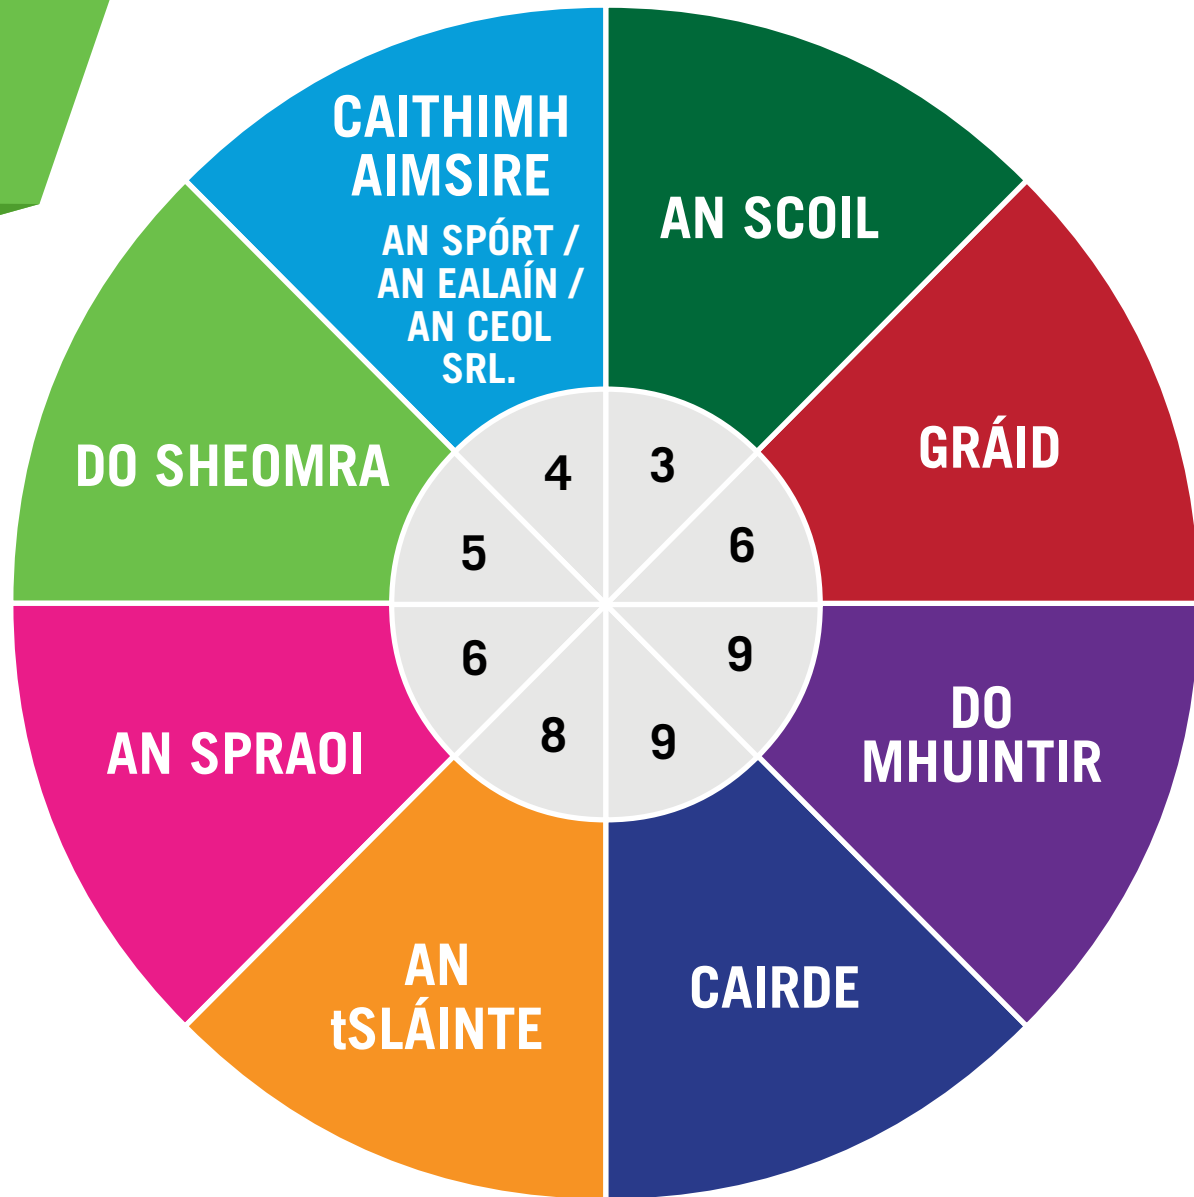 CAITHIMH
AIMSIRE
AN SPÓRT /
AN EALAÍN /
AN CEOL
SRL.
AN SCOIL
GRÁID
DO
MHUINTIR
CAIRDE
AN
tSLÁINTE
AN SPRAOI
DO SHEOMRA
4
3
6
9
9
8
6
5